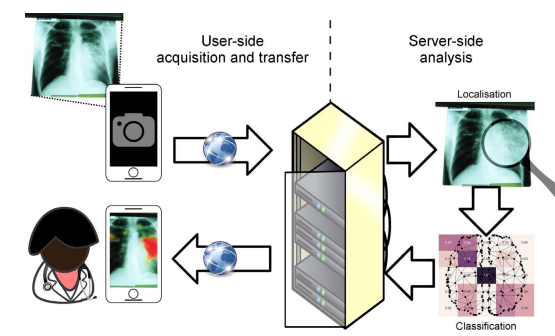 User-side
acquisition and transfer
Server-side
analysis
Localisation
Classification